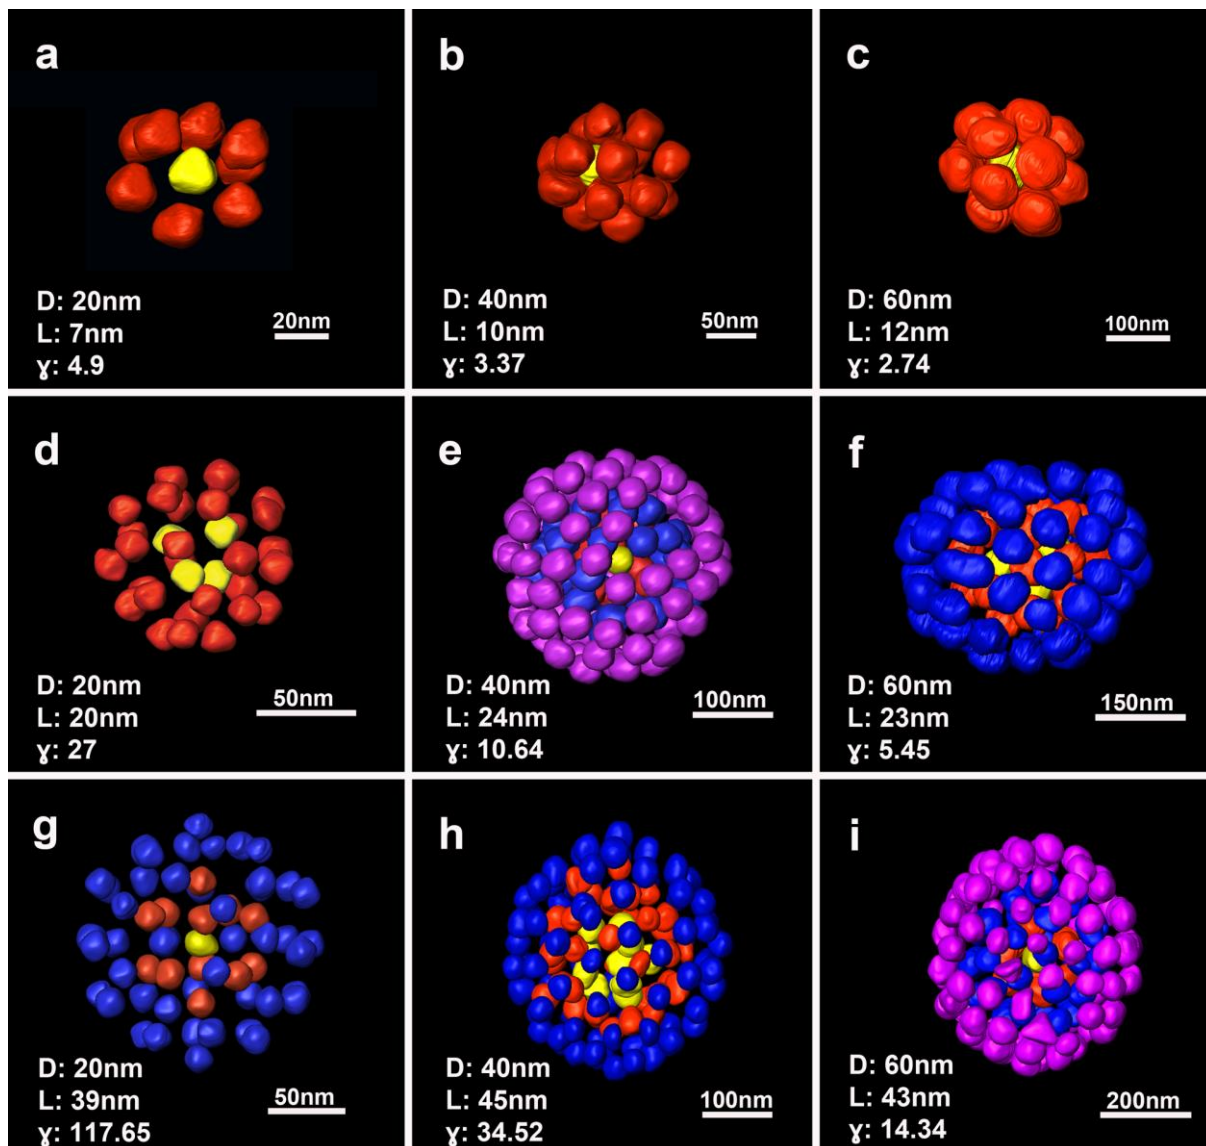 a
D: 20nm
L: 7nm
ɣ: 4.9
20nm
b
D: 40nm
L: 10nm
ɣ: 3.37
50nm
c
D: 60nm
L: 12nm
ɣ: 2.74
100nm
d
D: 20nm
L: 20nm
ɣ: 27
50nm
e
D: 40nm
L: 24nm
ɣ: 10.64
100nm
f
D: 60nm
L: 23nm
ɣ: 5.45
150nm
g
D: 20nm
L: 39nm
ɣ: 117.65
50nm
h
D: 40nm
L: 45nm
ɣ: 34.52
100nm
i
D: 60nm
L: 43nm
ɣ: 14.34
200nm